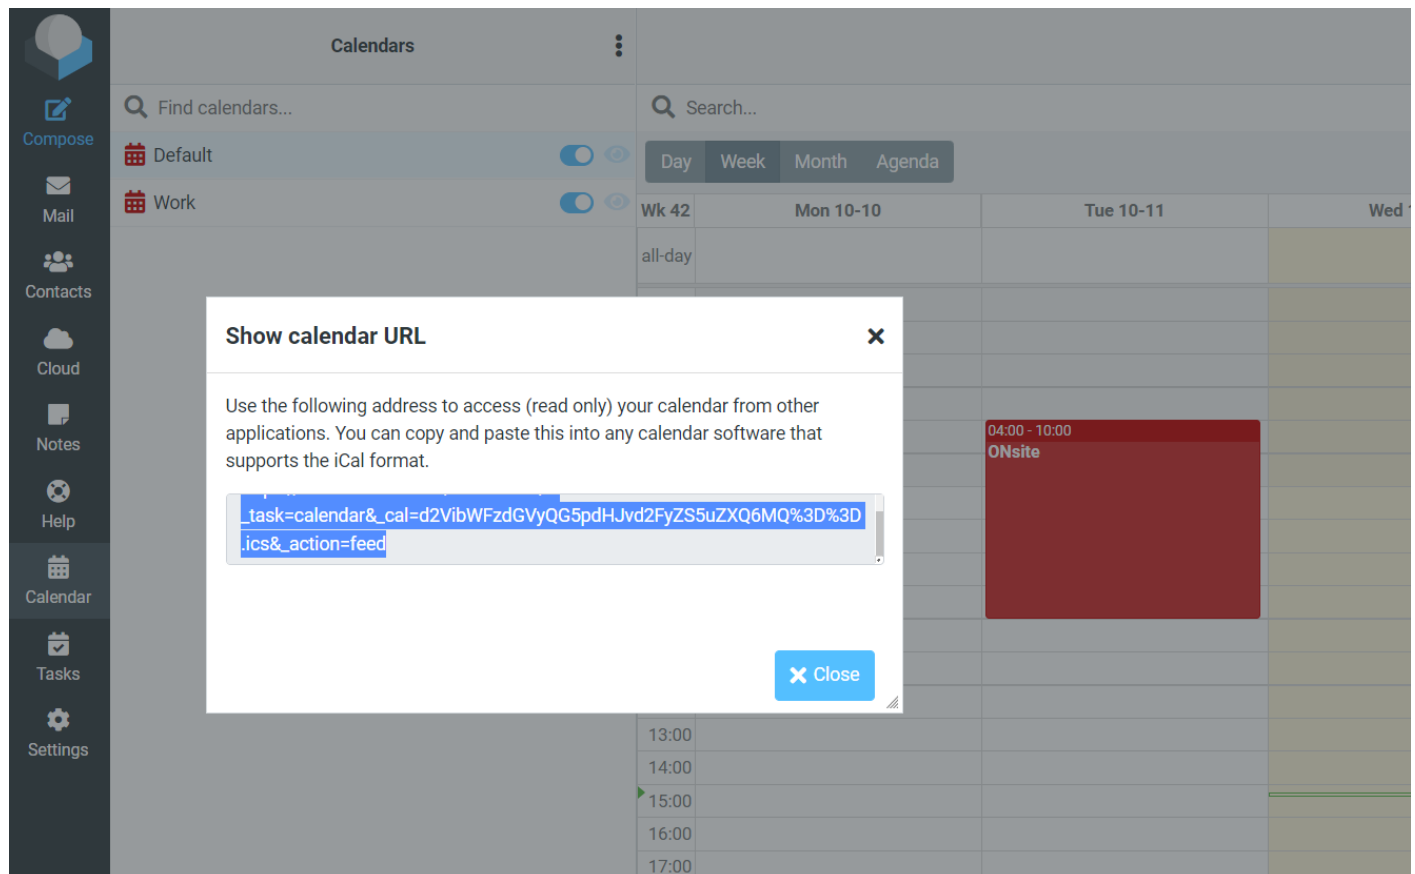 Calendars
Compose
Mail
Contacts
Cloud
Notes
Help
Calendar
Tasks
Settings
Find calendars...
Default
Work
Search...
Day Week Month Agenda
Wk 42 Mon 10-10 Tue 10-11 Wed
all-day
04:00 - 10:00
ONsite
13:00
14:00
15:00
16:00
17:00
Show calendar URL
Use the following address to access (read only) your calendar from other
applications. You can copy and paste this into any calendar software that
supports the iCal format.
_task=calendar&_cal=d2VibWFzdGVyQG5pdHJvd2FyZS5uZXQ6MQ%3D%3D
.ics&_action=feed
Close